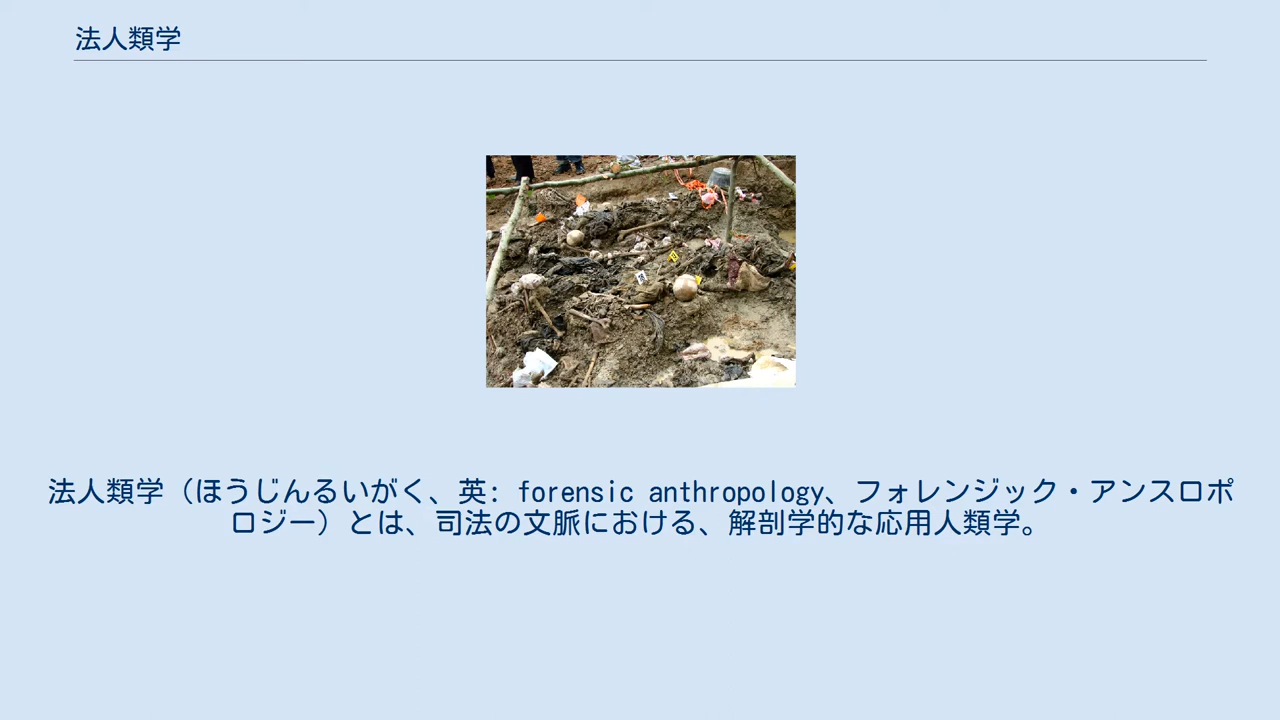 法人類学
法人類学（ほうじんるいがく、英: forensic anthropology、フォレンジック・アンスロポ
ロジー）とは、司法の文脈における、解剖学的な応用人類学。